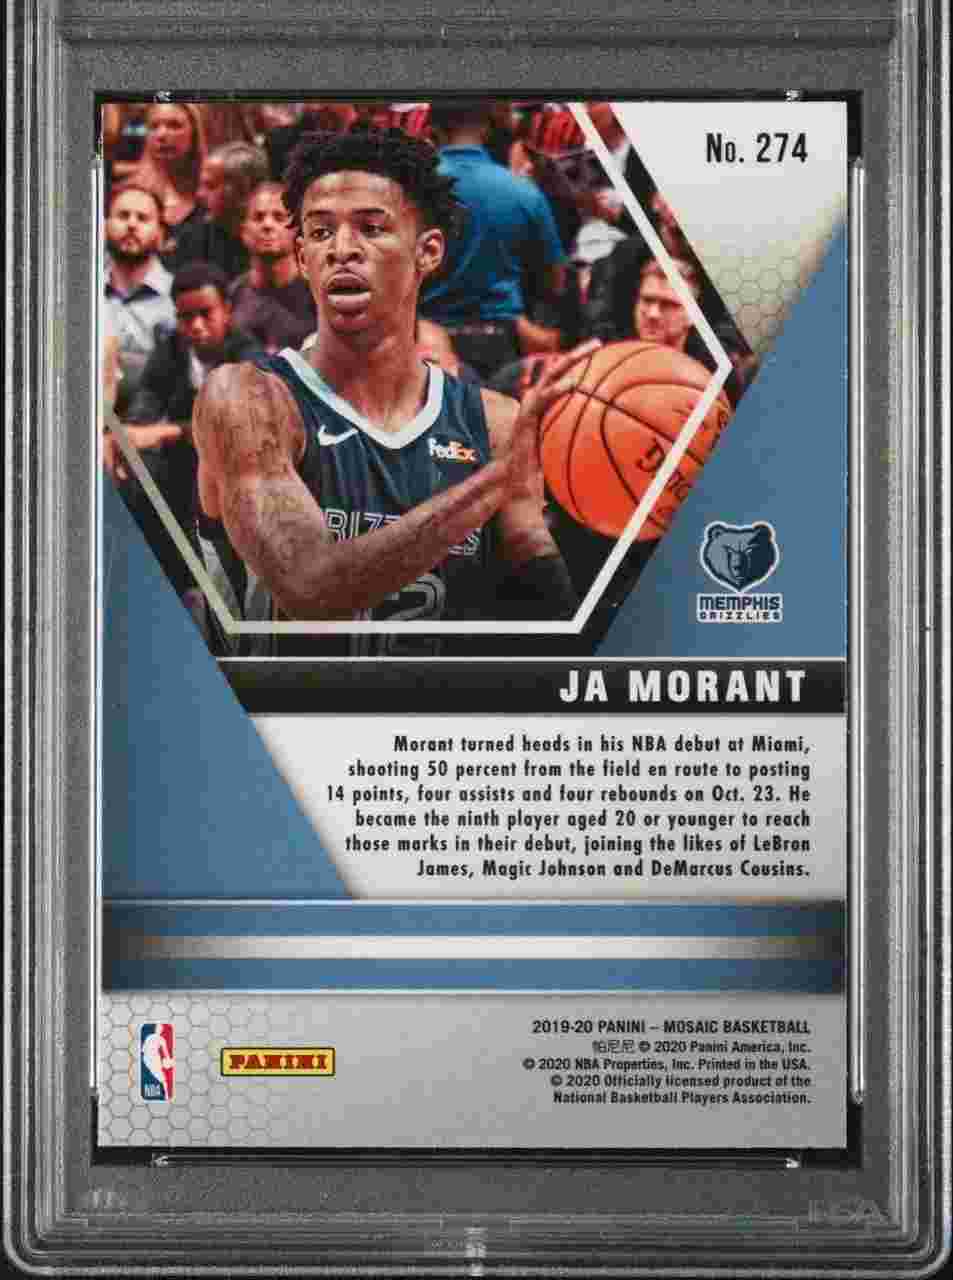 No. 274
FedEx
MEMPHIS
GRIZZLIES
JA MORANT
Morant turned heads in his NBA debut at Miami,
shooting 50 percent from the field en route to posting
14 points, four assists and four rebounds on Oct. 23. He
became the ninth player aged 20 or younger to reach
those marks in their debut, joining the likes of LeBron
James, Magic Johnson and DeMarcus Cousins.
2019-20 PANINI – MOSAIC BASKETBALL
帕尼尼 © 2020 Panini America, Inc.
© 2020 NBA Properties, Inc. Printed in the USA.
© 2020 Officially licensed product of the
National Basketball Players Association.
NBA
PANINI